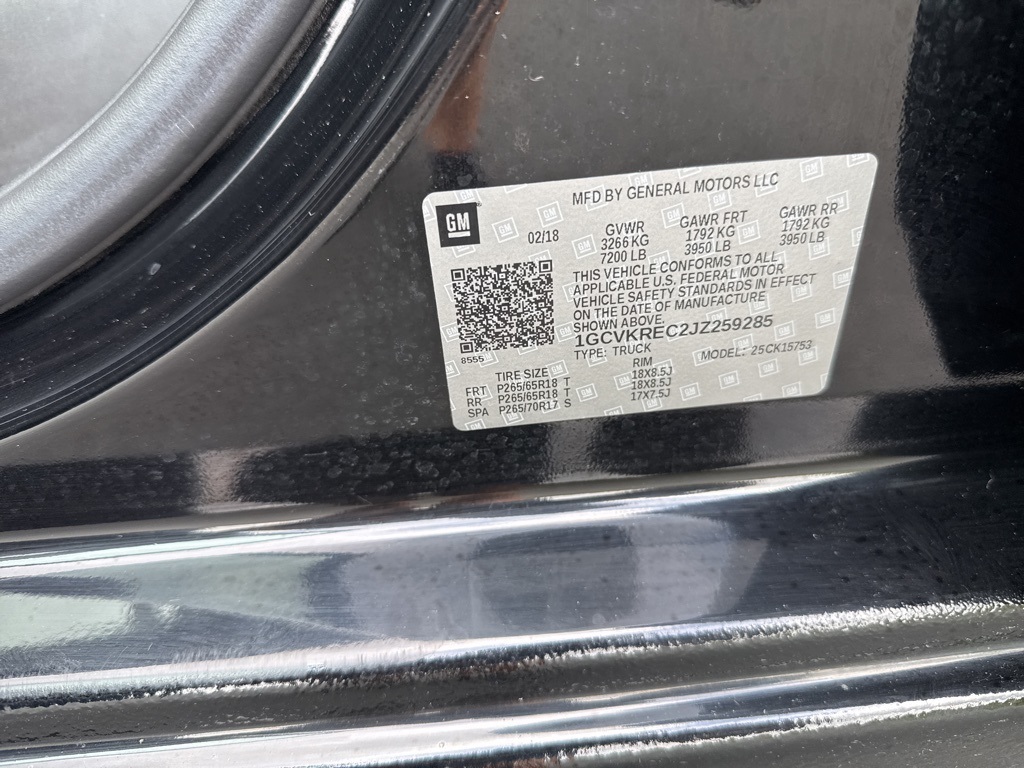 MFD BY GENERAL MOTORS LLC
GM
02/18
GVWR GAWR FRT GAWR RR
3266 KG 1792 KG 1792 KG
7200 LB 3950 LB 3950 LB
THIS VEHICLE CONFORMS TO ALL
APPLICABLE U.S. FEDERAL MOTOR
VEHICLE SAFETY STANDARDS IN EFFECT
ON THE DATE OF MANUFACTURE
SHOWN ABOVE.
8555
1GCVKREC2JZ259285
TYPE: TRUCK MODEL: 25CK15753
TIRE SIZE RIM
FRT P265/65R18 T 18X8.5J
RR P265/65R18 T 18X8.5J
SPA P265/70R17 S 17X7.5J